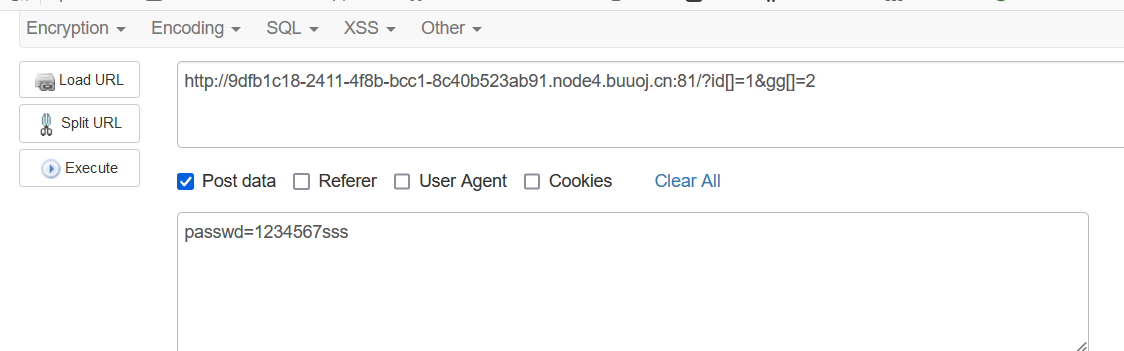 Encryption Encoding SQL XSS Other
Load URL
http://9dfb1c18-2411-4f8b-bcc1-8c40b523ab91.node4.buuoj.cn:81/?id[]=1&gg[]=2
Split URL
Execute
Post data Referer User Agent Cookies Clear All
passwd=1234567sss